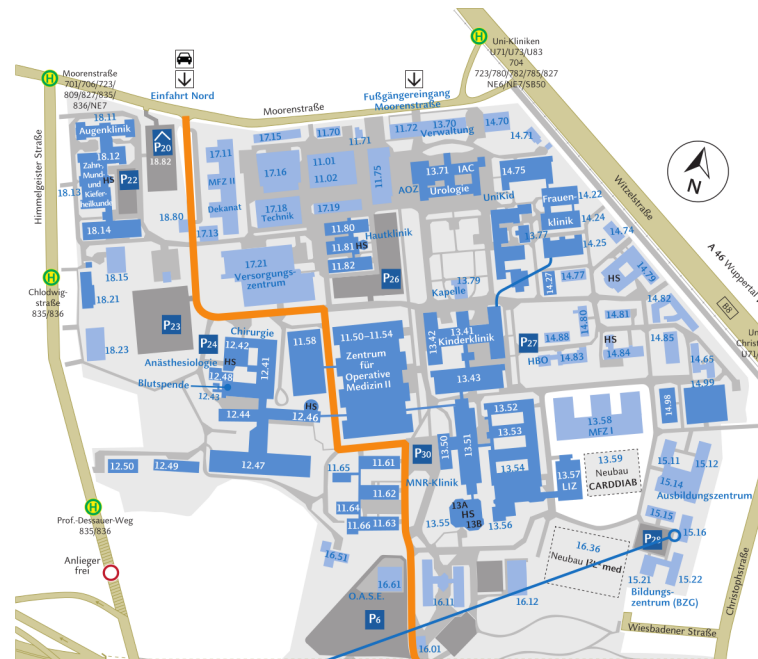 Uni-Kliniken
U71/U73/U83
704
723/780/782/785/827
NE6/NE7/SB50
H
Moorenstraße
701/706/723/
809/827/835/
836/NE7
H
Einfahrt Nord
Fußgängereingang
Moorenstraße
Moorenstraße
18.11
Augenklinik
18.12
Zahn-,
Mund-
und
Kiefer-
heilkunde
HS
P22
18.13
18.14
P20
18.82
18.80
17.11
MFZ II
Dekanat
17.13
17.15
17.16
17.18
Technik
11.70
11.71
11.01
11.02
17.19
11.75
11.72
13.70
Verwaltung
14.70
14.71
13.71
IAC
Urologie
AOZ
14.75
UniKid
Frauen-
klinik
14.22
14.24
14.25
14.74
Witzelstraße
N
Himmelgeister Straße
11.80
11.81
HS
11.82
Hautklinik
P26
17.21
Versorgungs-
zentrum
13.77
13.79
Kapelle
14.27
14.77
HS
14.79
14.82
A 46 Wuppertal
B8
H
Chlodwig-
straße
835/836
18.15
18.21
18.23
P23
P24
Chirurgie
12.42
12.41
Anästhesiologie
HS
12.48
Blutspende
12.43
12.44
12.46
HS
11.58
11.50–11.54
Zentrum
für
Operative
Medizin II
13.42
13.41
Kinderklinik
13.43
P27
HBO
14.88
14.83
14.80
14.81
HS
14.84
14.85
14.65
14.99
14.98
12.50
12.49
12.47
11.65
11.61
11.62
11.64
11.66
11.63
P30
13.50
13.51
MNR-Klinik
13.52
13.53
13.54
13.55
13A
HS
13B
13.56
13.57
LIZ
13.58
MFZ I
13.59
Neubau
CARDDIAB
15.11
15.12
15.14
Ausbildungszentrum
15.15
15.16
H
Prof.-Dessauer-Weg
835/836
Anlieger
frei
16.51
16.61
O.A.S.E.
P6
16.11
16.12
16.01
16.36
Neubau
med
15.21
15.22
Bildungs-
zentrum (BZG)
Wiesbadener Straße
Christophstraße